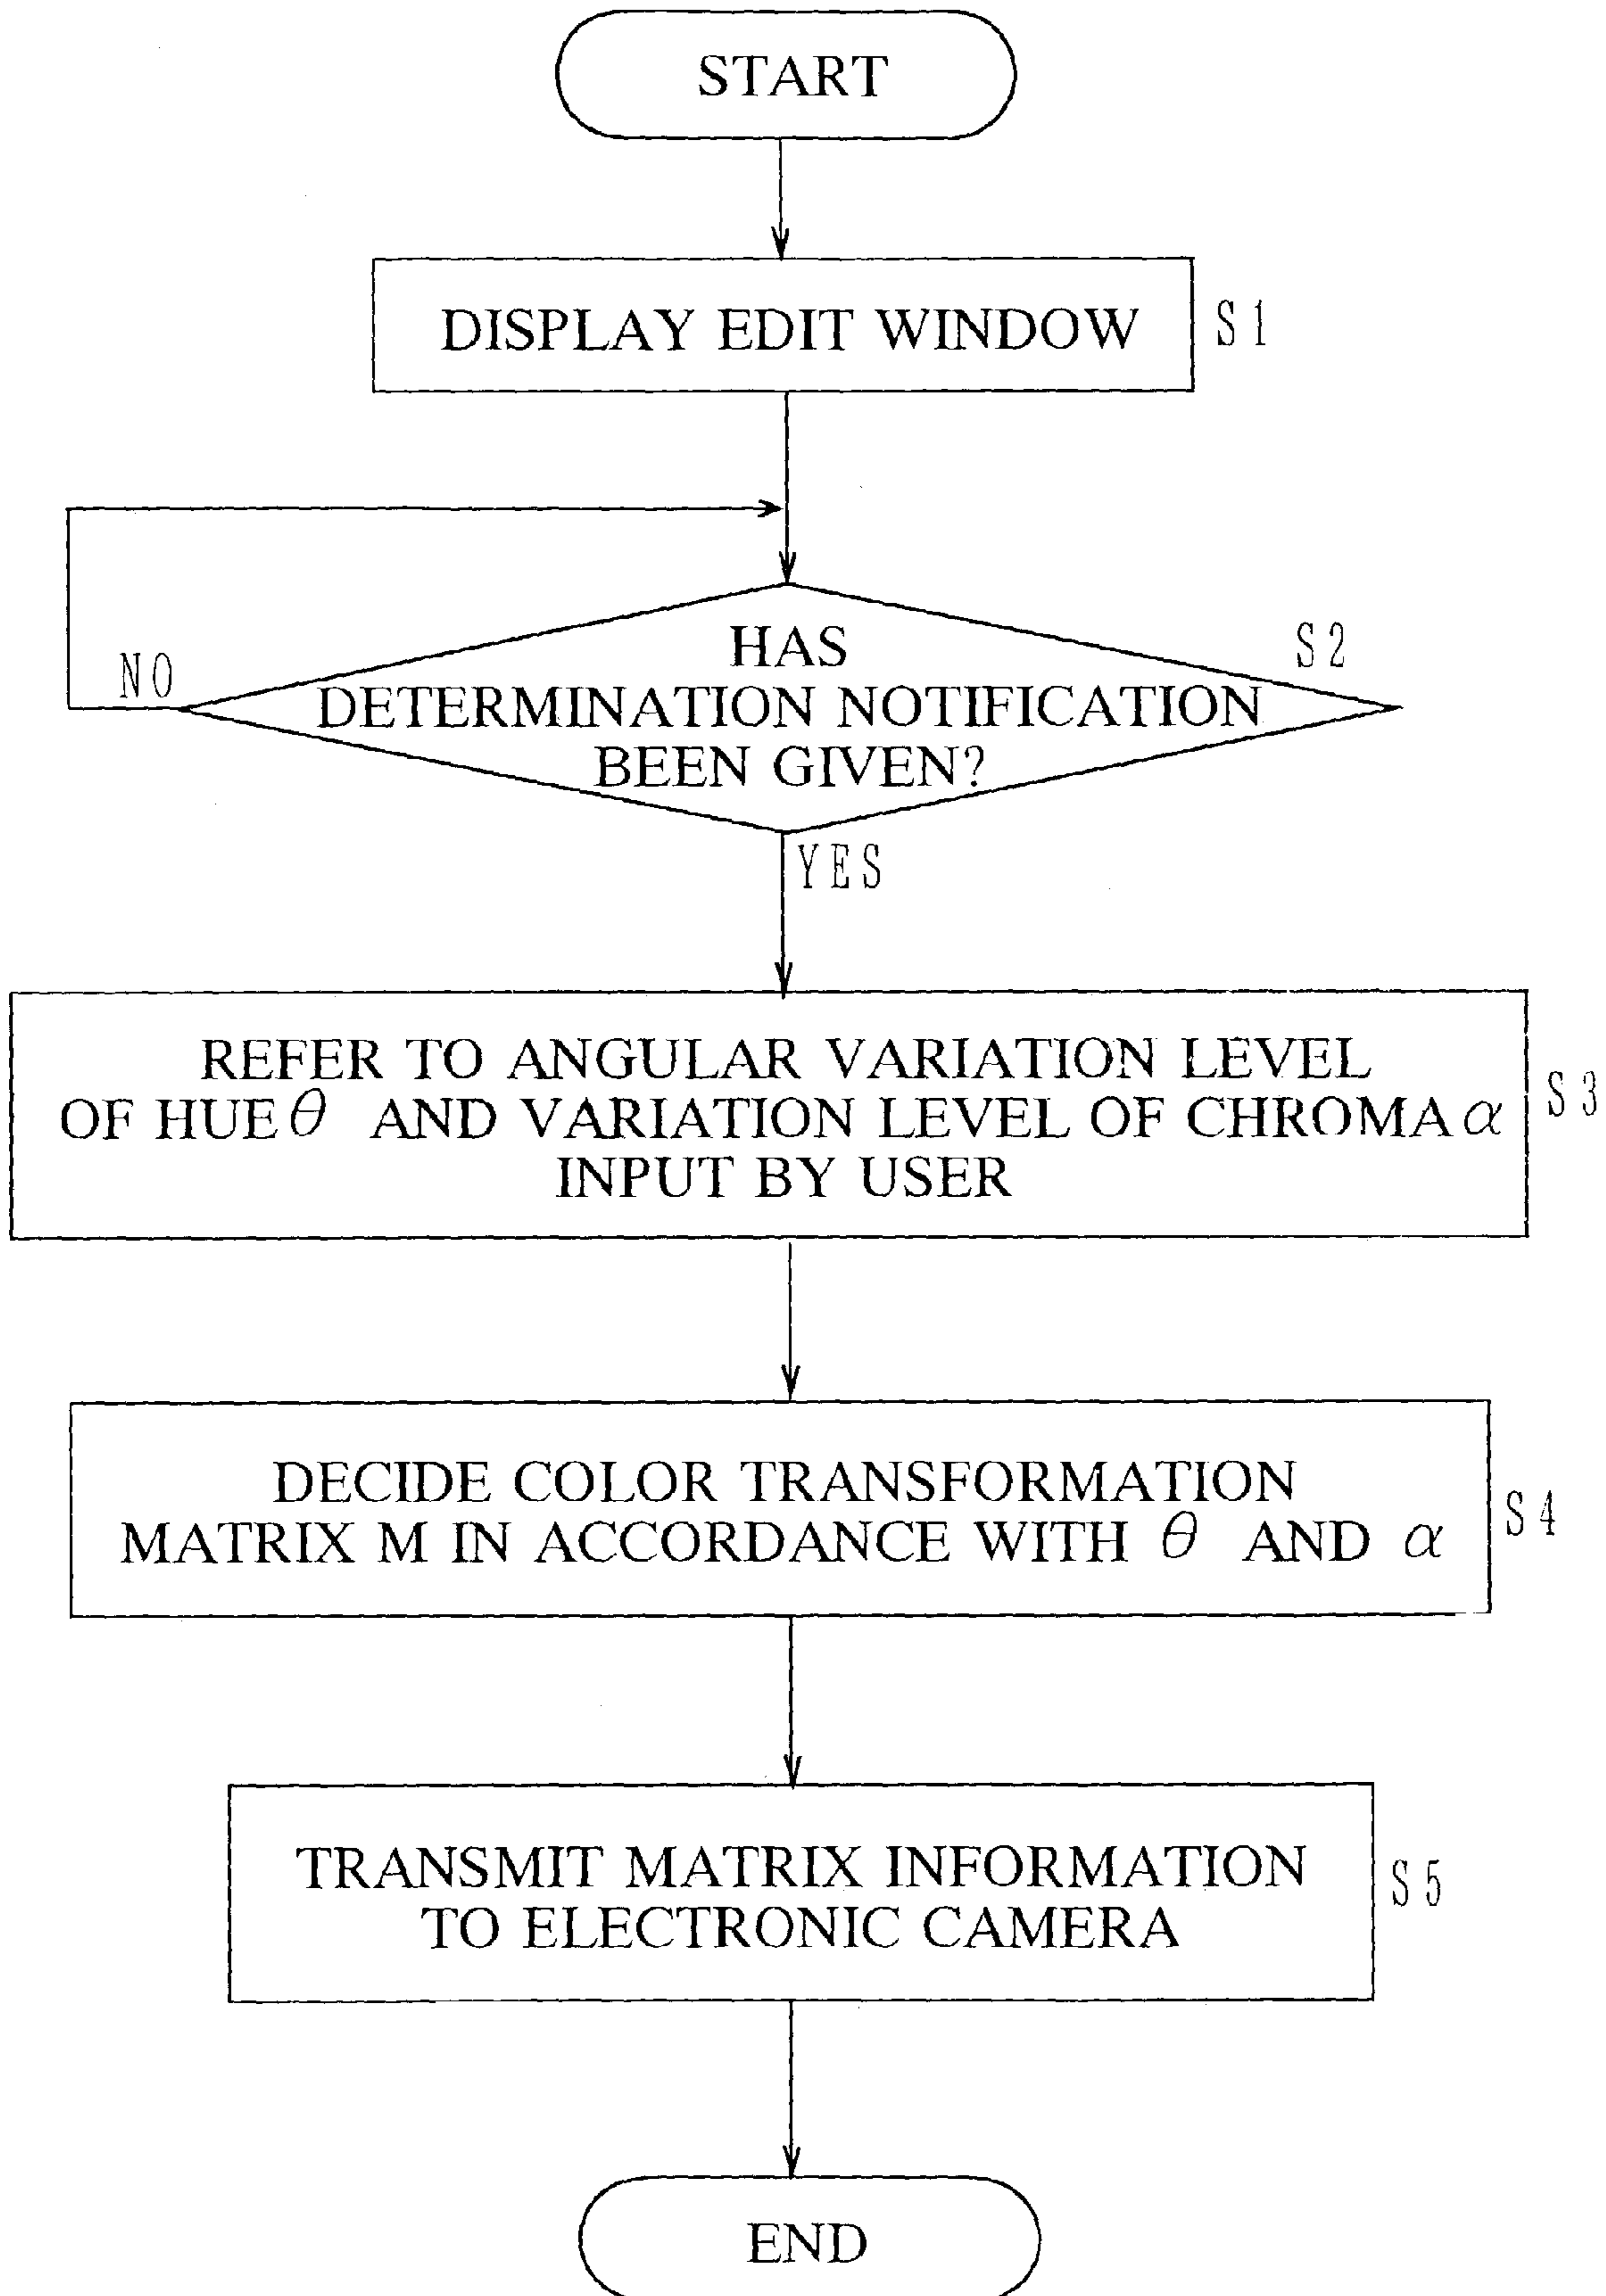 START
DISPLAY EDIT WINDOW
S1
HAS
DETERMINATION NOTIFICATION
BEEN GIVEN?
S2
NO
YES
REFER TO ANGULAR VARIATION LEVEL
OF HUE θ AND VARIATION LEVEL OF CHROMA α
INPUT BY USER
S3
DECIDE COLOR TRANSFORMATION
MATRIX M IN ACCORDANCE WITH θ AND α
S4
TRANSMIT MATRIX INFORMATION
TO ELECTRONIC CAMERA
S5
END